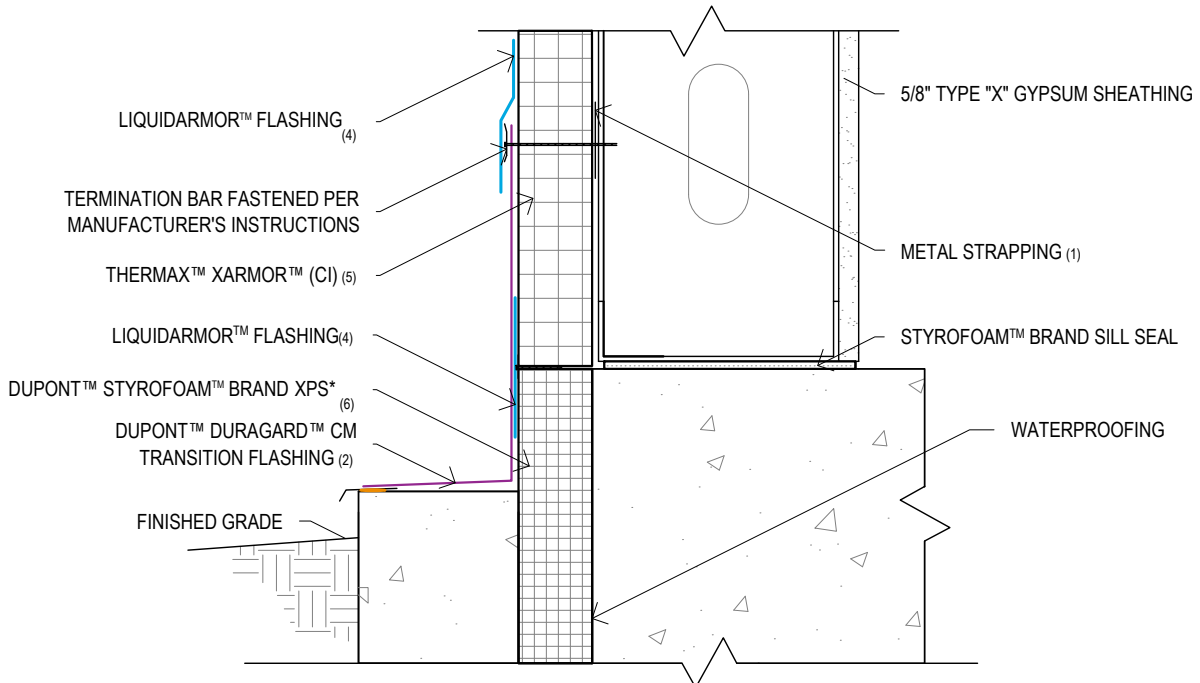 LIQUIDARMOR™ FLASHING (4)
TERMINATION BAR FASTENED PER
MANUFACTURER'S INSTRUCTIONS
THERMAX™ XARMOR™ (CI) (5)
LIQUIDARMOR™ FLASHING(4)
DUPONT™ STYROFOAM™ BRAND XPS* (6)
DUPONT™ DURAGARD™ CM
TRANSITION FLASHING (2)
FINISHED GRADE
5/8" TYPE "X" GYPSUM SHEATHING
METAL STRAPPING (1)
STYROFOAM™ BRAND SILL SEAL
WATERPROOFING